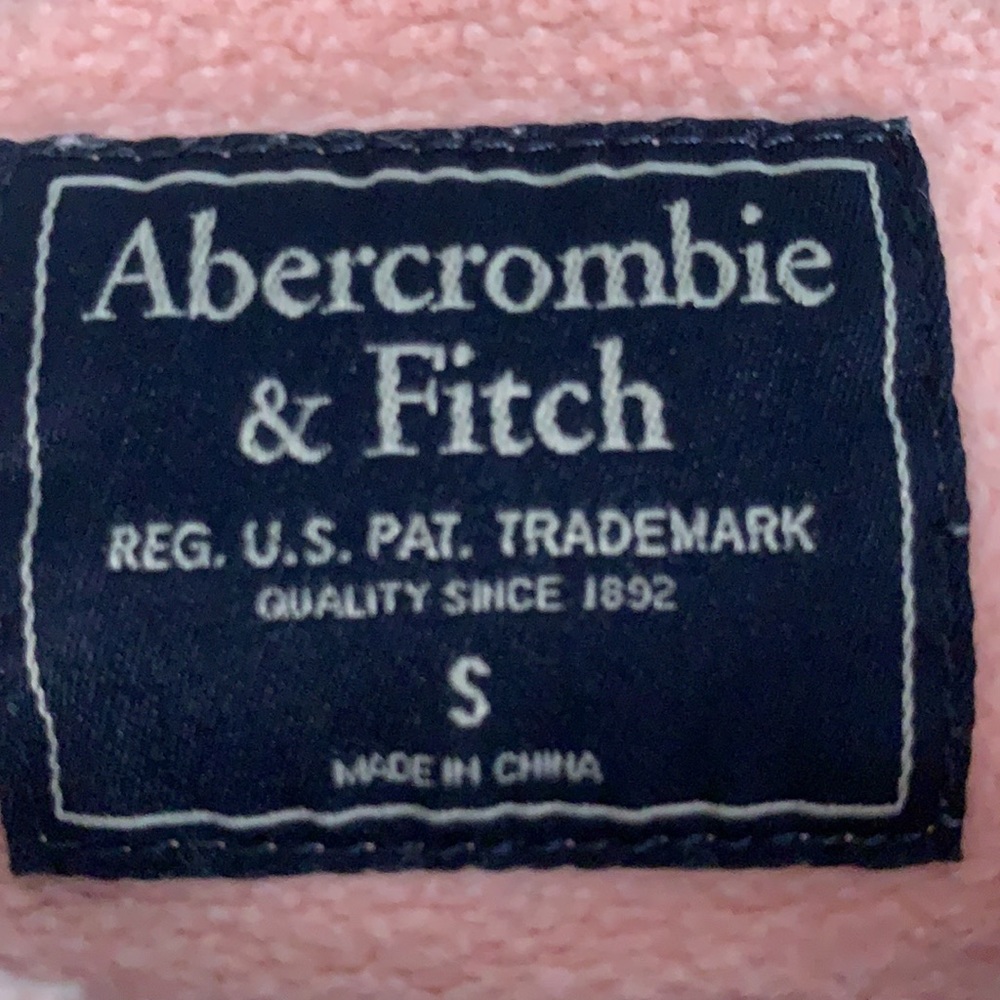 Abercrombie
& Fitch
REG. U.S. PAT. TRADEMARK
QUALITY SINCE 1892
S
MADE IN CHINA